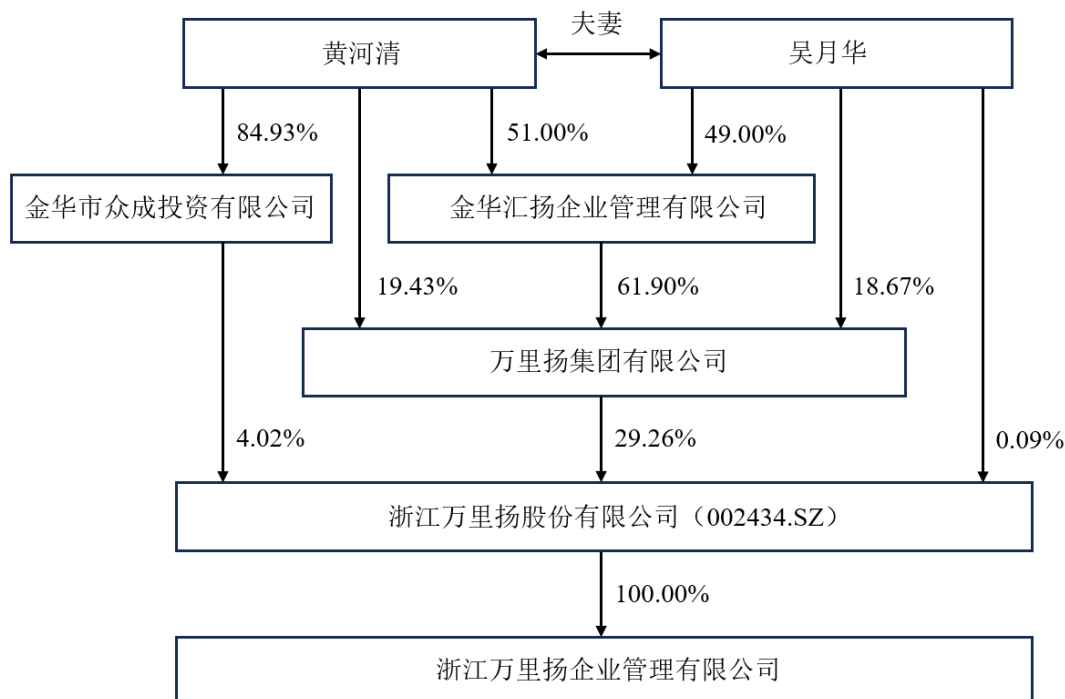 夫妻
黄河清
吴月华
84.93%
51.00%
49.00%
金华市众成投资有限公司
金华汇扬企业管理有限公司
19.43%
61.90%
18.67%
万里扬集团有限公司
4.02%
29.26%
0.09%
浙江万里扬股份有限公司（002434.SZ）
100.00%
浙江万里扬企业管理有限公司